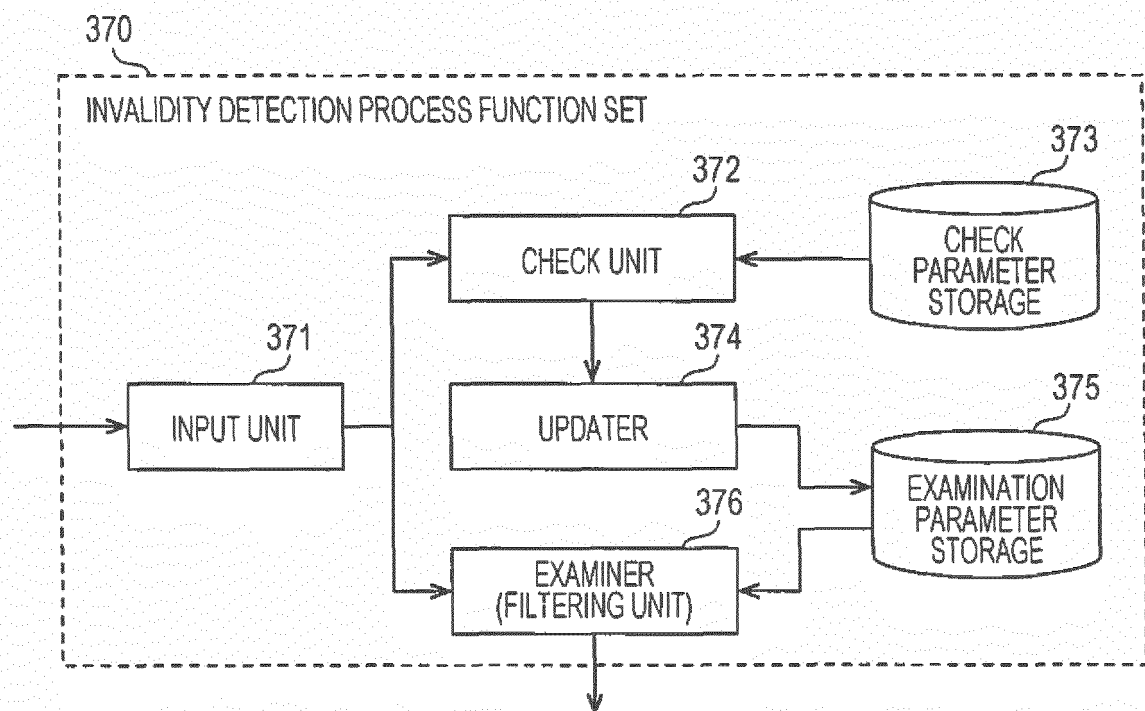 370
INVALIDITY DETECTION PROCESS FUNCTION SET
372
373
CHECK UNIT
CHECK
PARAMETER
STORAGE
371
374
375
INPUT UNIT
UPDATER
376
EXAMINATION
PARAMETER
STORAGE
EXAMINER
(FILTERING UNIT)